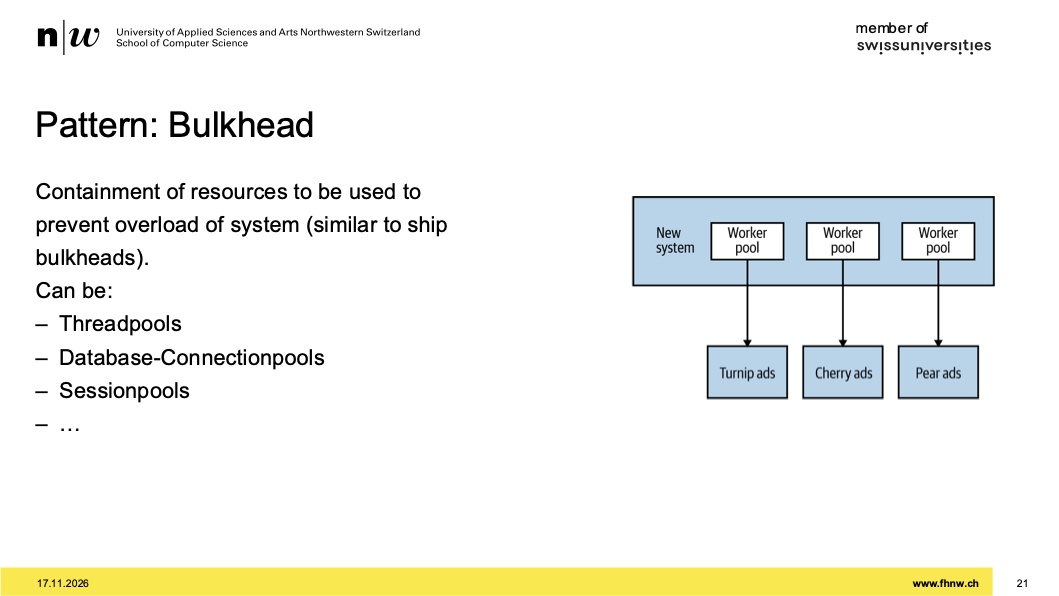 n|w University of Applied Sciences and Arts Northwestern Switzerland
School of Computer Science
member of
swissuniversities
Pattern: Bulkhead
Containment of resources to be used to
prevent overload of system (similar to ship
bulkheads).
Can be:
– Threadpools
– Database-Connectionpools
– Sessionpools
– …
New
system
Worker
pool
Worker
pool
Worker
pool
Turnip ads
Cherry ads
Pear ads
17.11.2026
www.fhnw.ch
21